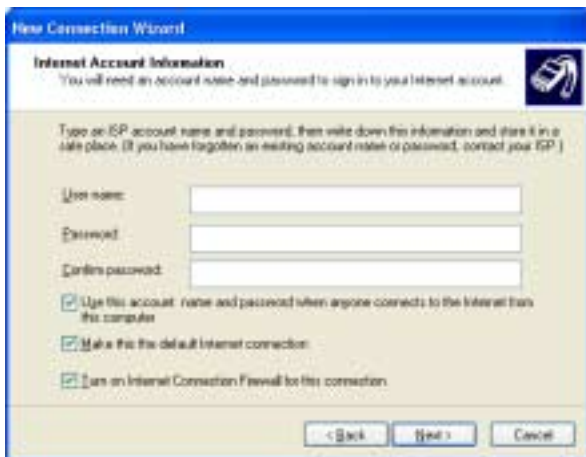 New Connection Wizard
Internet Account Information
You will need an account name and password to sign in to your Internet account.
Type an ISP account name and password, then write down this information and store it in a
safe place. (If you have forgotten an existing account name or password, contact your ISP.)
User name:
Password:
Confirm password:
Use this account name and password when anyone connects to the Internet from
this computer
Make this the default Internet connection
Turn on Internet Connection Firewall for this connection
< Back
Next >
Cancel